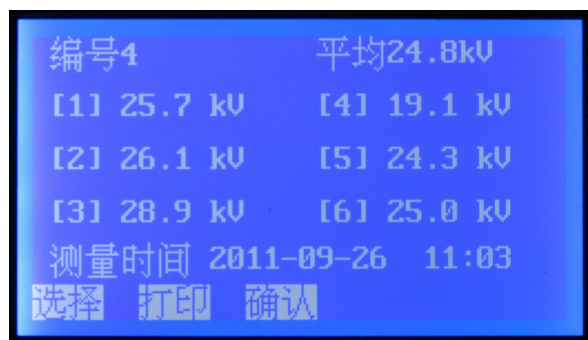 编号4 平均24.8kV
[1] 25.7 kV [4] 19.1 kV
[2] 26.1 kV [5] 24.3 kV
[3] 28.9 kV [6] 25.0 kV
测量时间 2011-09-26 11:03
选择 打印 确认